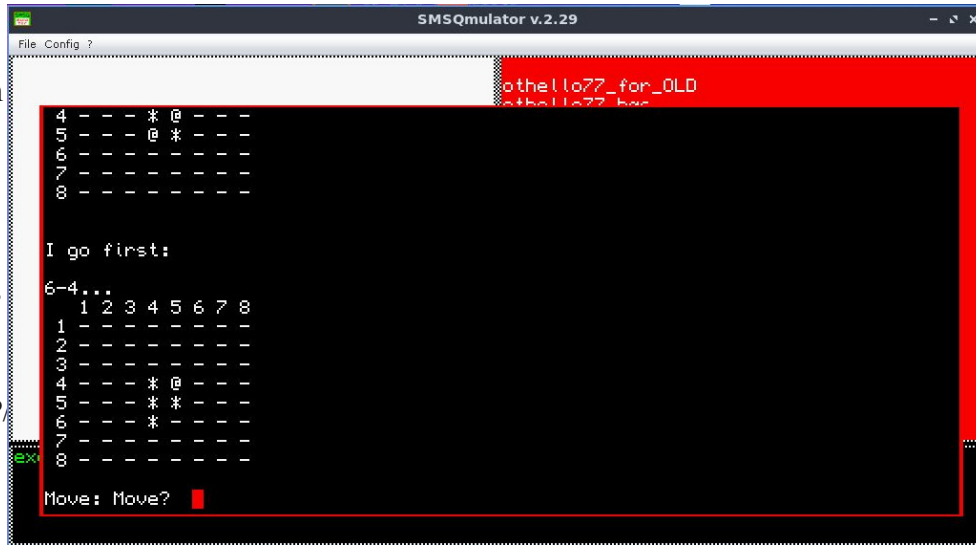 SMSQmulator v.2.29
File Config ?
othello77_for_OLD
4 - - - * @ - - -
5 - - - @ * - - -
6 - - - - - - - -
7 - - - - - - - -
8 - - - - - - - -
I go first:
6-4...
1 2 3 4 5 6 7 8
1 - - - - - - - -
2 - - - - - - - -
3 - - - - - - - -
4 - - - * @ - - -
5 - - - * * - - -
6 - - - * - - - -
7 - - - - - - - -
8 - - - - - - - -
Move: Move?